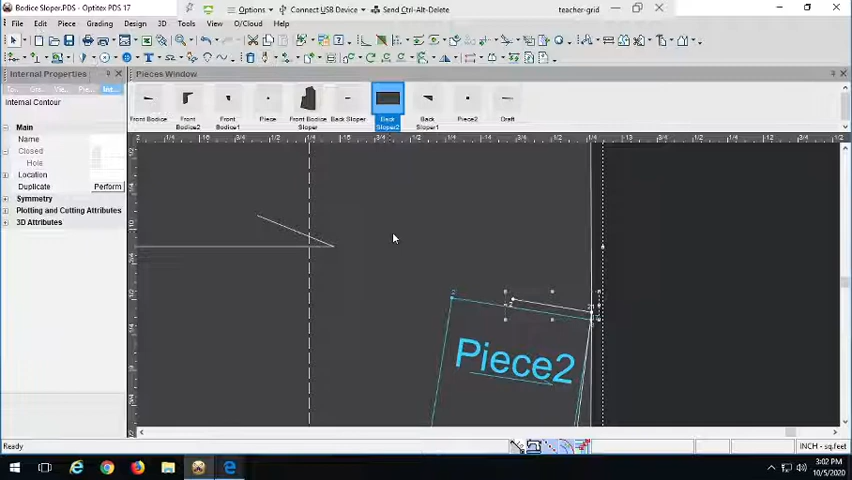 Bodice Sloper.PDS - Optitex PDS 17
Options
Connect USB Device
Send Ctrl-Alt-Delete
teacher-grid
File Edit Piece Grading Design 3D Tools View O/Cloud Help
Internal Properties
Pieces Window
Internal Contour
Main
Name
Closed
Hole
Location
Duplicate Perform
Symmetry
Plotting and Cutting Attributes
3D Attributes
Front Bodice
Front Bodice2
Front Bodice1
Piece
Front Bodice Sloper
Back Sloper
Back Sloper2
Back Sloper1
Piece2
Draft
Piece2
Ready
INCH - sq.feet
3:02 PM
10/5/2020